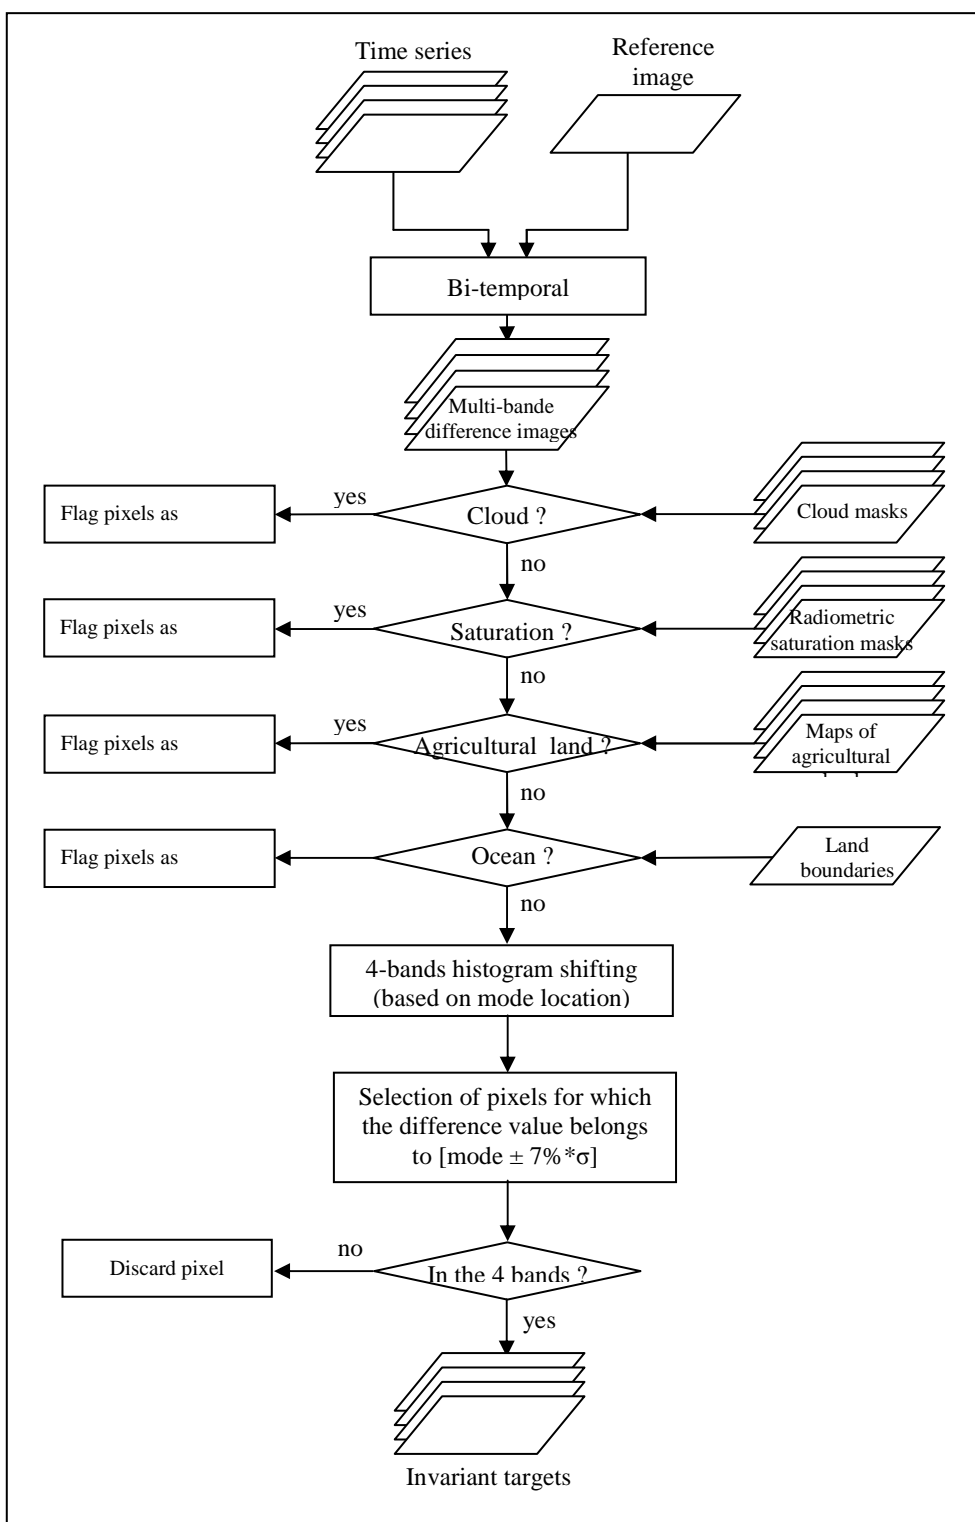 Time series
Reference
image
Bi-temporal
Multi-bande
difference images
Flag pixels as
yes
Cloud ?
Cloud masks
no
Flag pixels as
yes
Saturation ?
Radiometric
saturation masks
no
Flag pixels as
yes
Agricultural land ?
Maps of
agricultural
no
Flag pixels as
Ocean ?
Land
boundaries
no
4-bands histogram shifting
(based on mode location)
Selection of pixels for which
the difference value belongs
to [mode ± 7%*σ]
Discard pixel
no
In the 4 bands ?
yes
Invariant targets